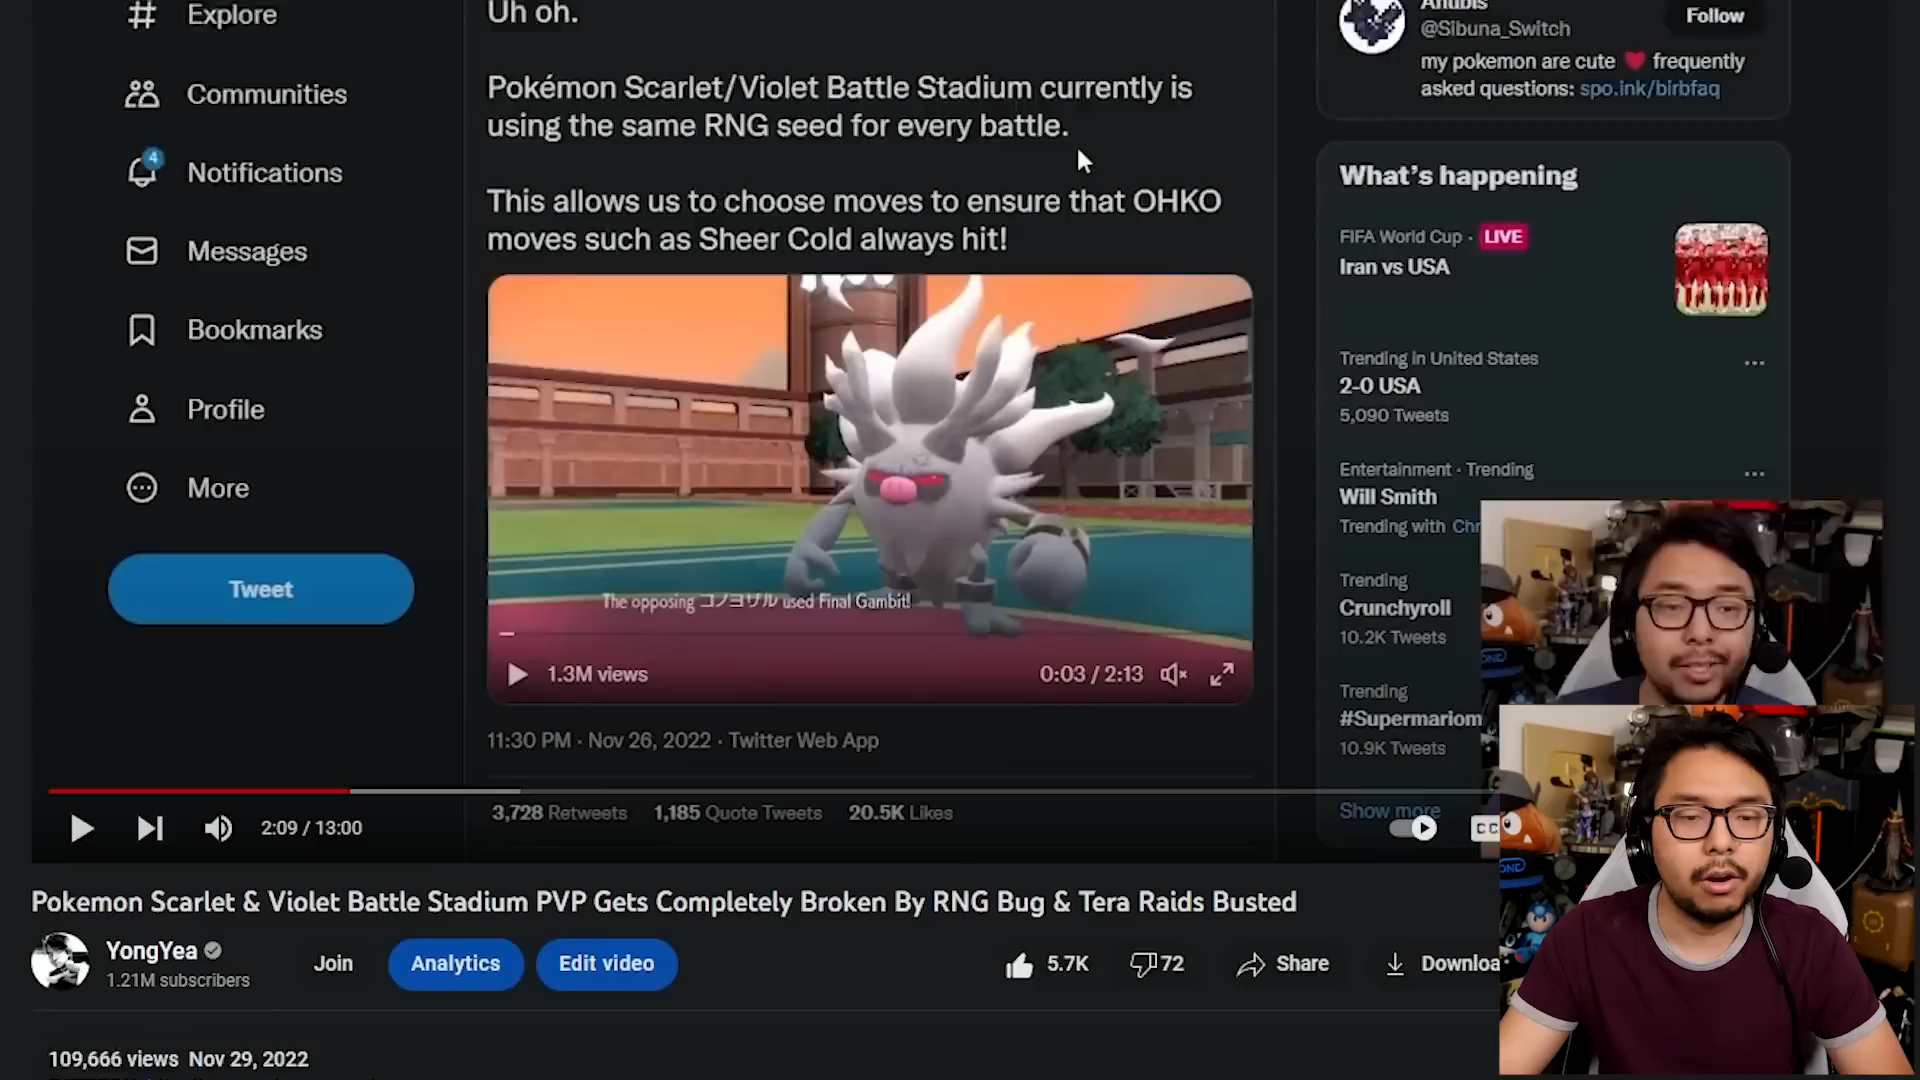 Explore
Communities
4
Notifications
Messages
Bookmarks
Profile
More
Tweet
Uh oh.
Pokémon Scarlet/Violet Battle Stadium currently is
using the same RNG seed for every battle.
This allows us to choose moves to ensure that OHKO
moves such as Sheer Cold always hit!
The opposing コノヨザル used Final Gambit!
1.3M views
0:03 / 2:13
11:30 PM · Nov 26, 2022 · Twitter Web App
3,728 Retweets 1,185 Quote Tweets 20.5K Likes
Anubis
@Sibuna_Switch
Follow
my pokemon are cute ❤️ frequently
asked questions: spo.ink/birbfaq
What's happening
FIFA World Cup · LIVE
Iran vs USA
Trending in United States
2-0 USA
5,090 Tweets
Entertainment · Trending
Will Smith
Trending with Chr
Trending
Crunchyroll
10.2K Tweets
Trending
#Supermariom
10.9K Tweets
Show more
2:09 / 13:00
CC
Pokemon Scarlet & Violet Battle Stadium PVP Gets Completely Broken By RNG Bug & Tera Raids Busted
YongYea
1.21M subscribers
Join
Analytics
Edit video
5.7K
72
Share
Downloa
109,666 views Nov 29, 2022